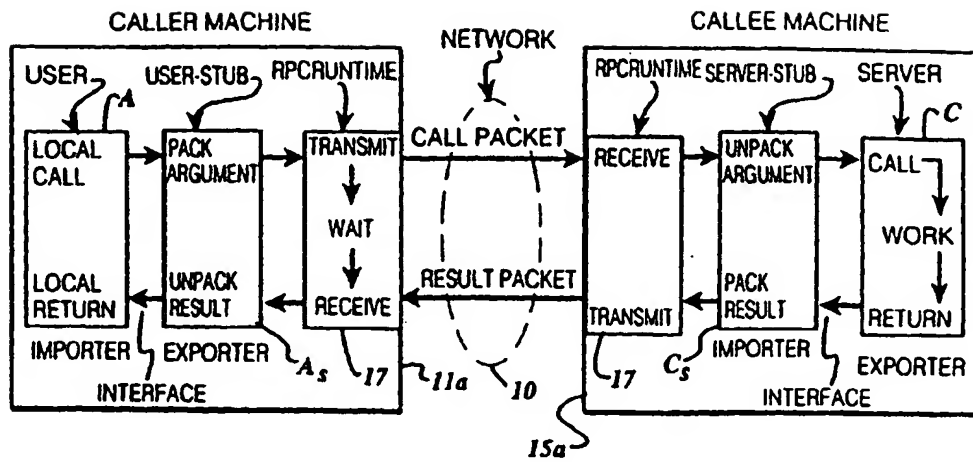 CALLER MACHINE
CALLEE MACHINE
NETWORK
USER
A
USER-STUB
RPCRUNTIME
RPCRUNTIME
SERVER-STUB
SERVER
C
LOCAL
CALL
PACK
ARGUMENT
TRANSMIT
WAIT
RECEIVE
CALL PACKET
RECEIVE
UNPACK
ARGUMENT
CALL
WORK
RETURN
LOCAL
RETURN
UNPACK
RESULT
RESULT PACKET
TRANSMIT
PACK
RESULT
IMPORTER
EXPORTER
INTERFACE
As
17
11a
10
17
Cs
IMPORTER
EXPORTER
INTERFACE
15a